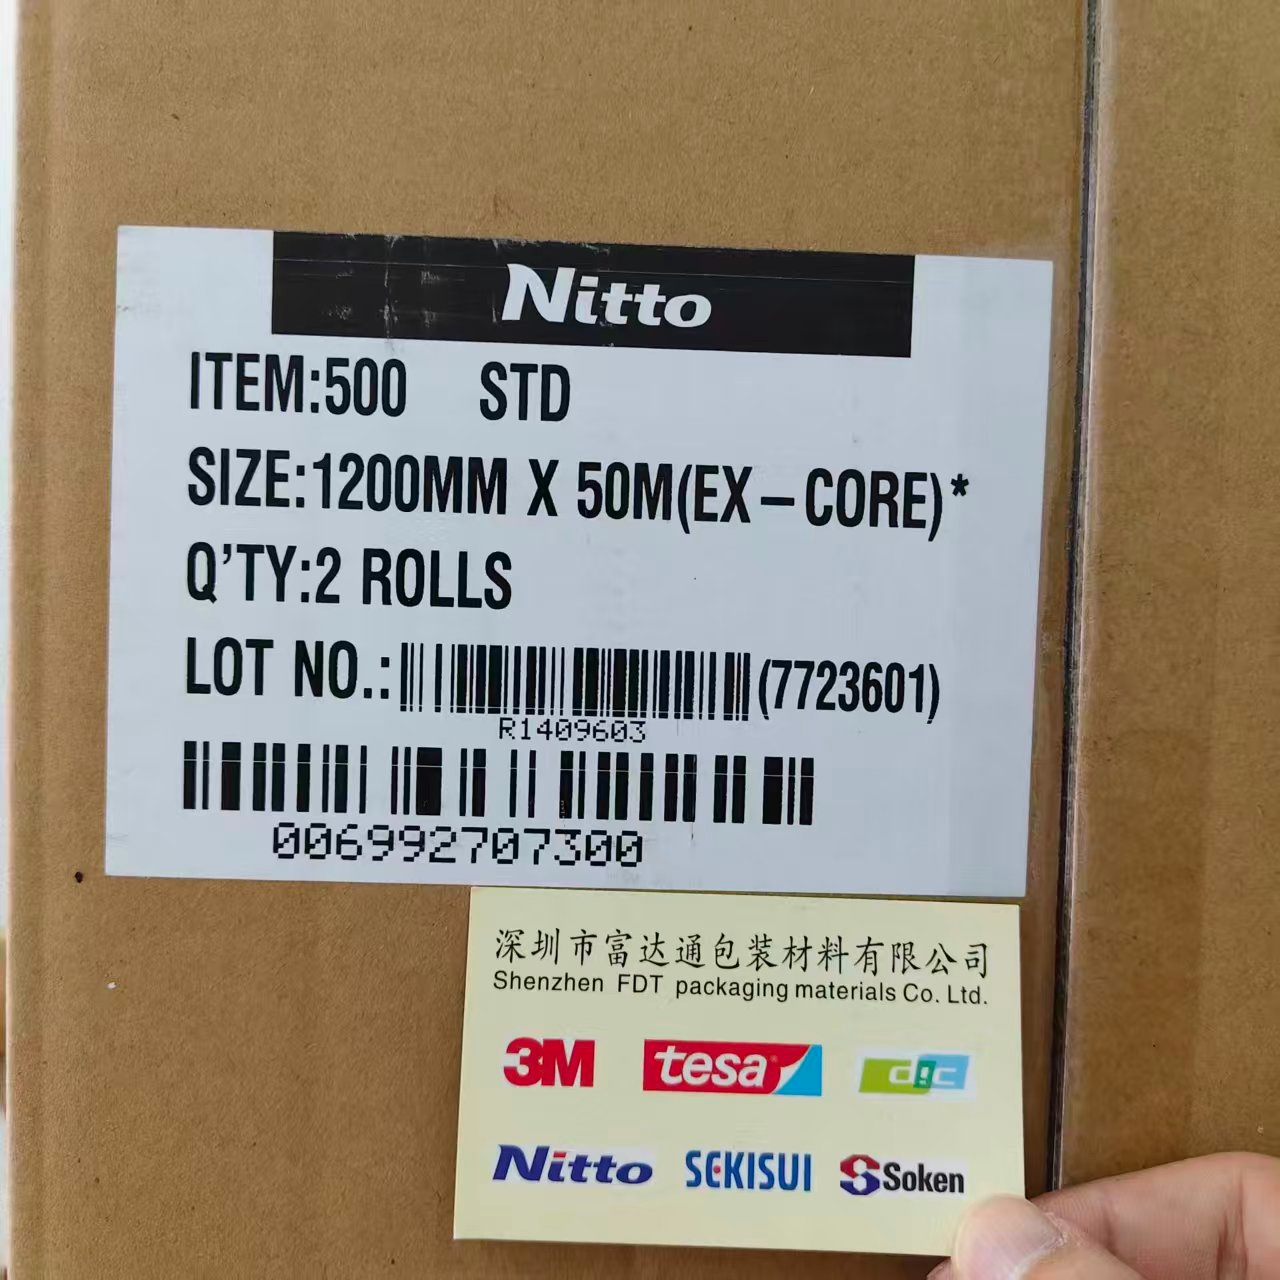 Nitto
ITEM:500 STD
SIZE:1200MM X 50M(EX-CORE)*
Q'TY:2 ROLLS
LOT NO.: (7723601)
R1409603
006992707300
深圳市富达通包装材料有限公司
Shenzhen FDT packaging materials Co. Ltd.
3M tesa dic
Nitto SEKISUI Soken